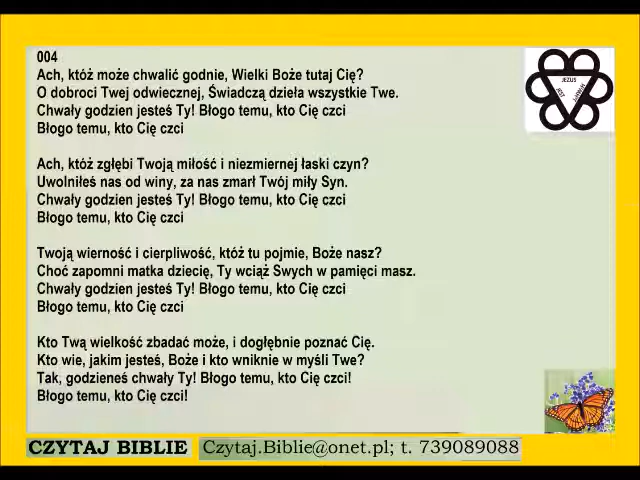 004
Ach, któż może chwalić godnie, Wielki Boże tutaj Cię?
O dobroci Twej odwiecznej, Świadczą dzieła wszystkie Twe.
Chwały godzien jesteś Ty! Błogo temu, kto Cię czci
Błogo temu, kto Cię czci
Ach, któż zgłębi Twoją miłość i niezmiernej łaski czyn?
Uwolniłeś nas od winy, za nas zmarł Twój miły Syn.
Chwały godzien jesteś Ty! Błogo temu, kto Cię czci
Błogo temu, kto Cię czci
Twoją wierność i cierpliwość, któż tu pojmie, Boże nasz?
Choć zapomni matka dziecię, Ty wciąż Swych w pamięci masz.
Chwały godzien jesteś Ty! Błogo temu, kto Cię czci
Błogo temu, kto Cię czci
Kto Twą wielkość zbadać może, i dogłębnie poznać Cię.
Kto wie, jakim jesteś, Boże i kto wniknie w myśli Twe?
Tak, godzieneś chwały Ty! Błogo temu, kto Cię czci!
Błogo temu, kto Cię czci!
JEZUS
JEST
CZYTAJ BIBLIE Czytaj.Biblie@onet.pl; t. 739089088